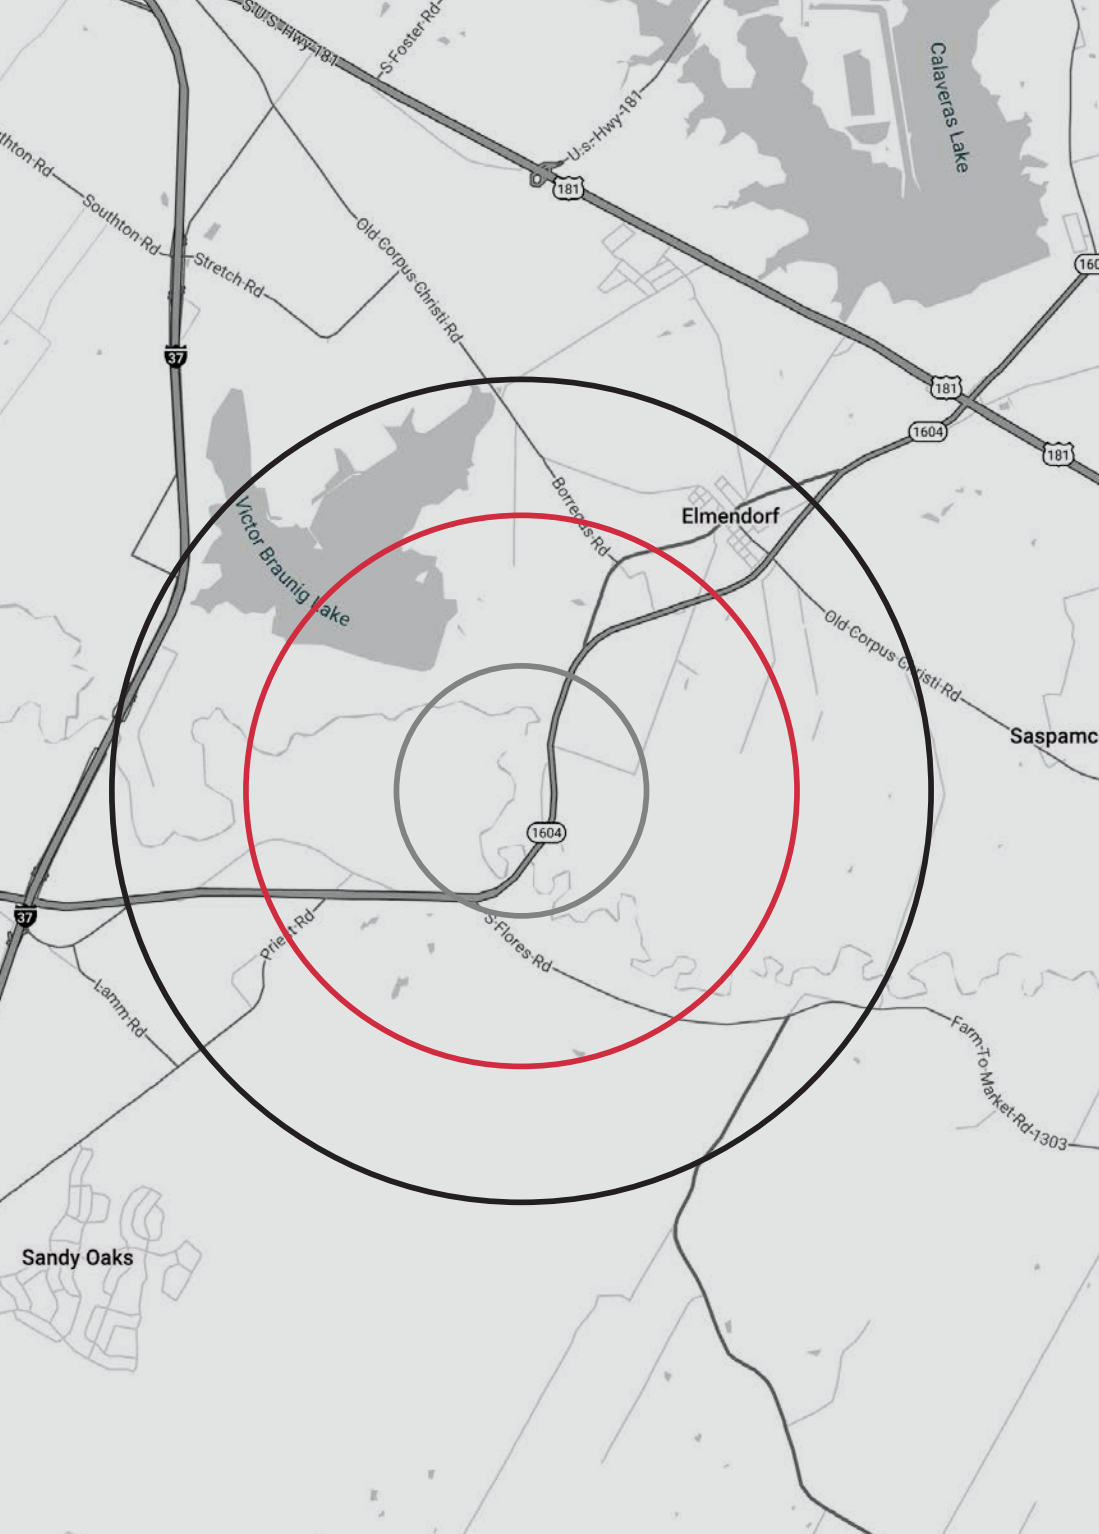 S U.S. Hwy 181
S Foster Rd
Calaveras Lake
U.s. Hwy 181
thton Rd
181
Southton Rd
Stretch Rd
Old Corpus Christi Rd
160
37
181
1604
181
Borregas Rd
Elmendorf
Victor Braunig Lake
Old Corpus Christi Rd
Saspamc
1604
37
Priest Rd
S Flores Rd
Lamm Rd
Farm To Market Rd 1303
Sandy Oaks